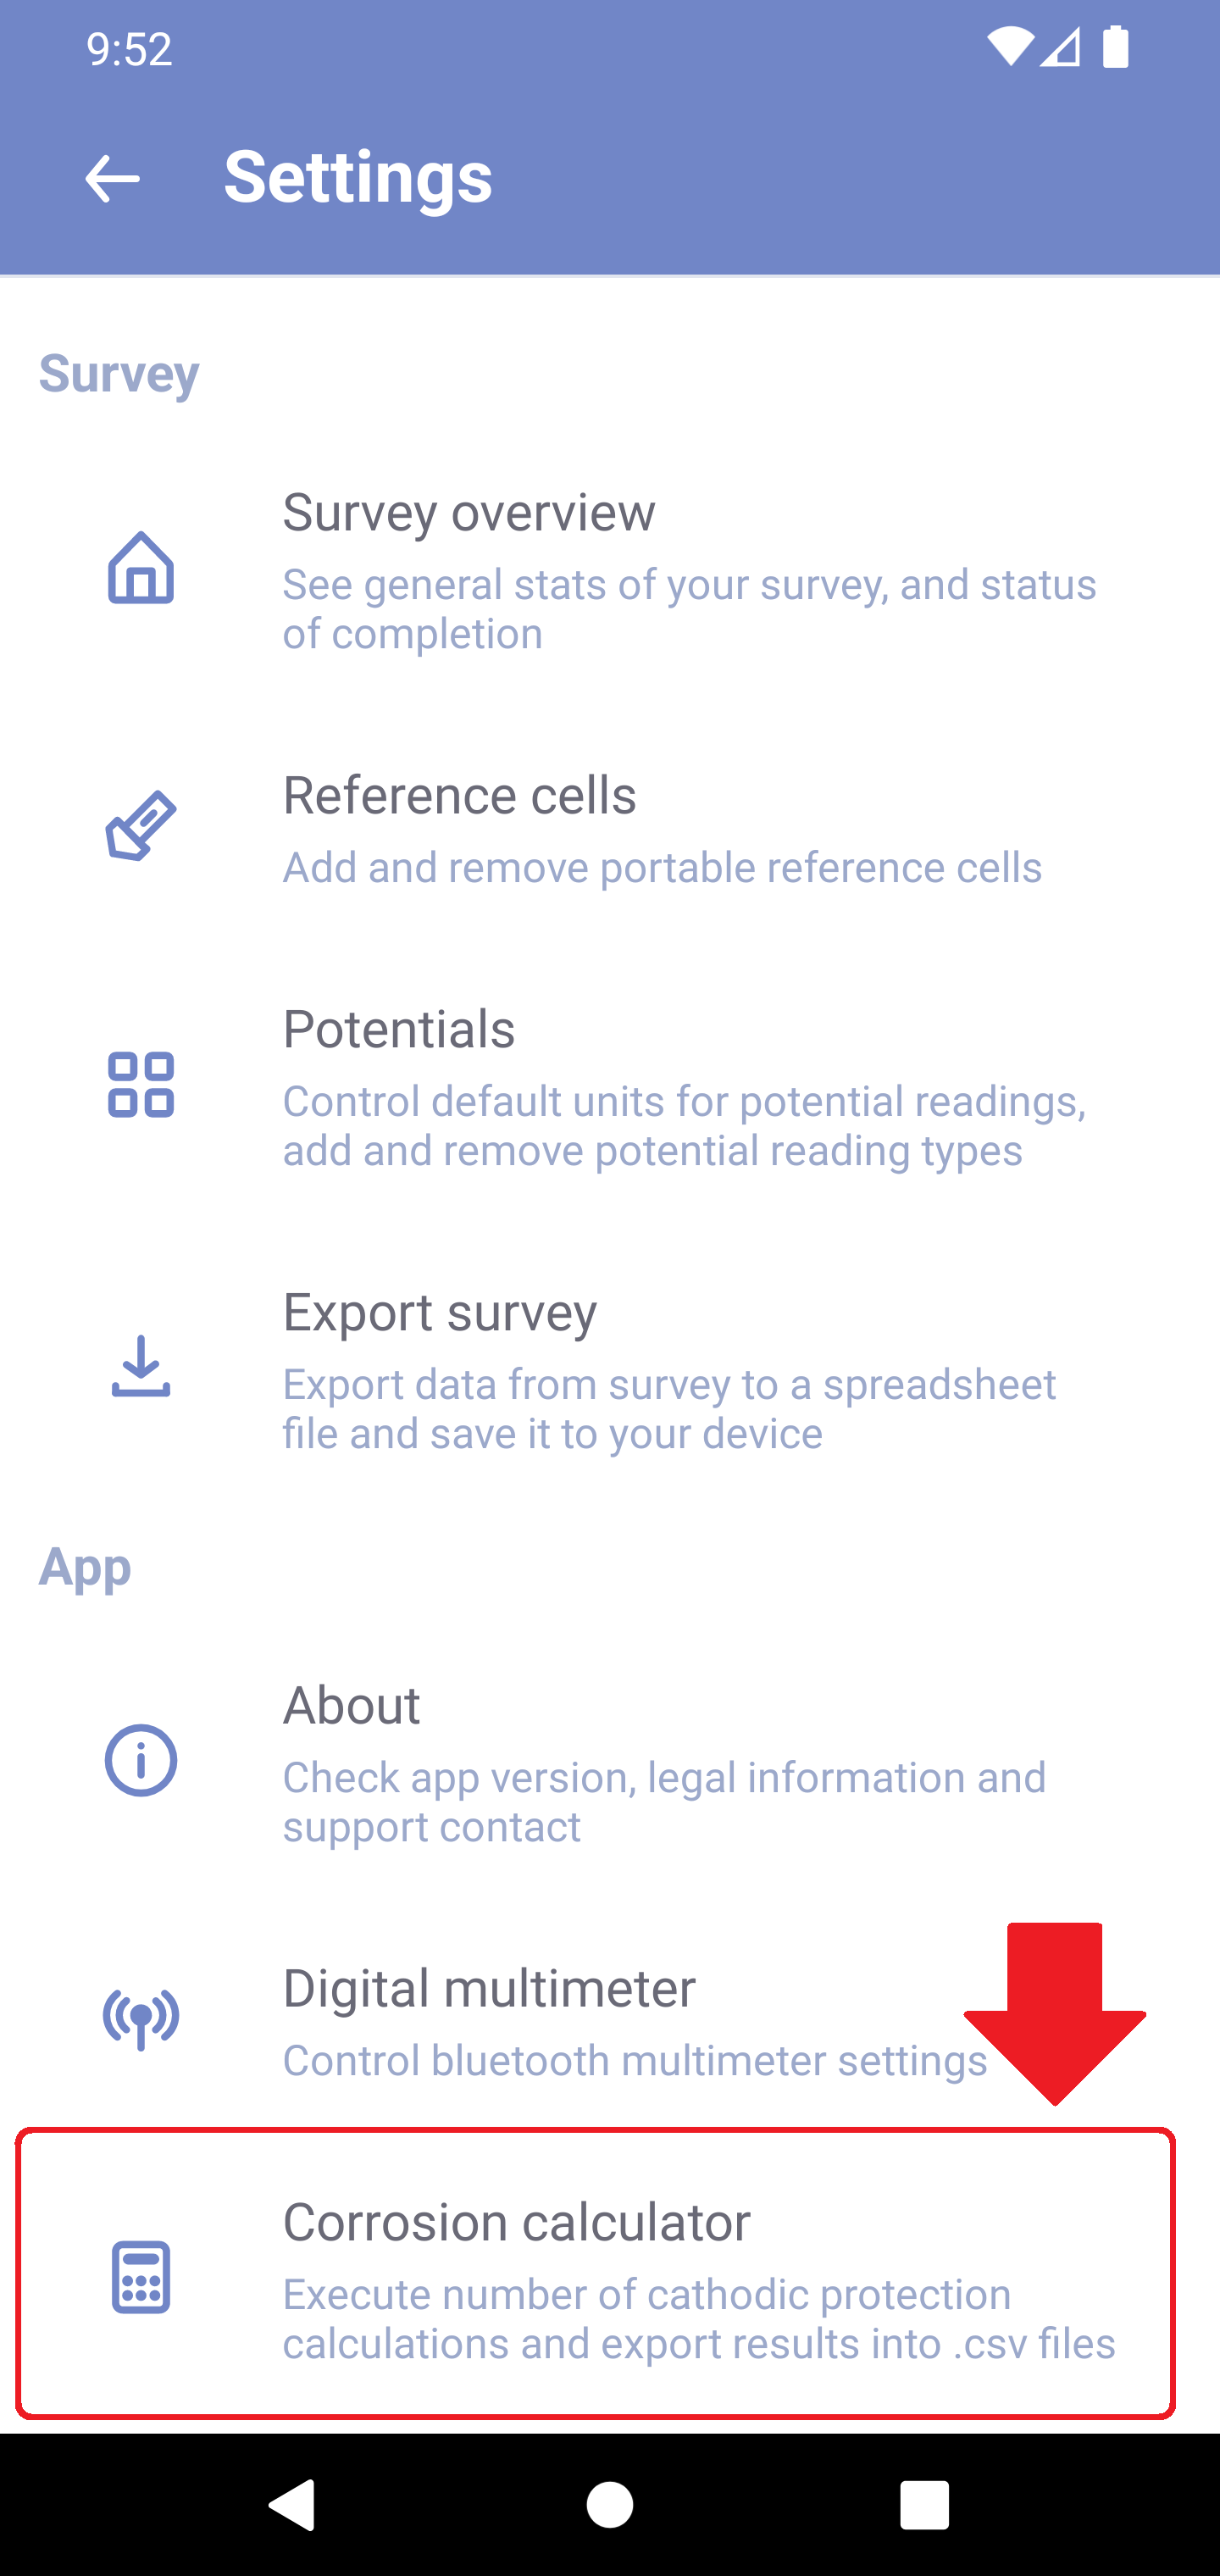 9:52
Settings
Survey
Survey overview
See general stats of your survey, and status
of completion
Reference cells
Add and remove portable reference cells
Potentials
Control default units for potential readings,
add and remove potential reading types
Export survey
Export data from survey to a spreadsheet
file and save it to your device
App
About
Check app version, legal information and
support contact
Digital multimeter
Control bluetooth multimeter settings
Corrosion calculator
Execute number of cathodic protection
calculations and export results into .csv files